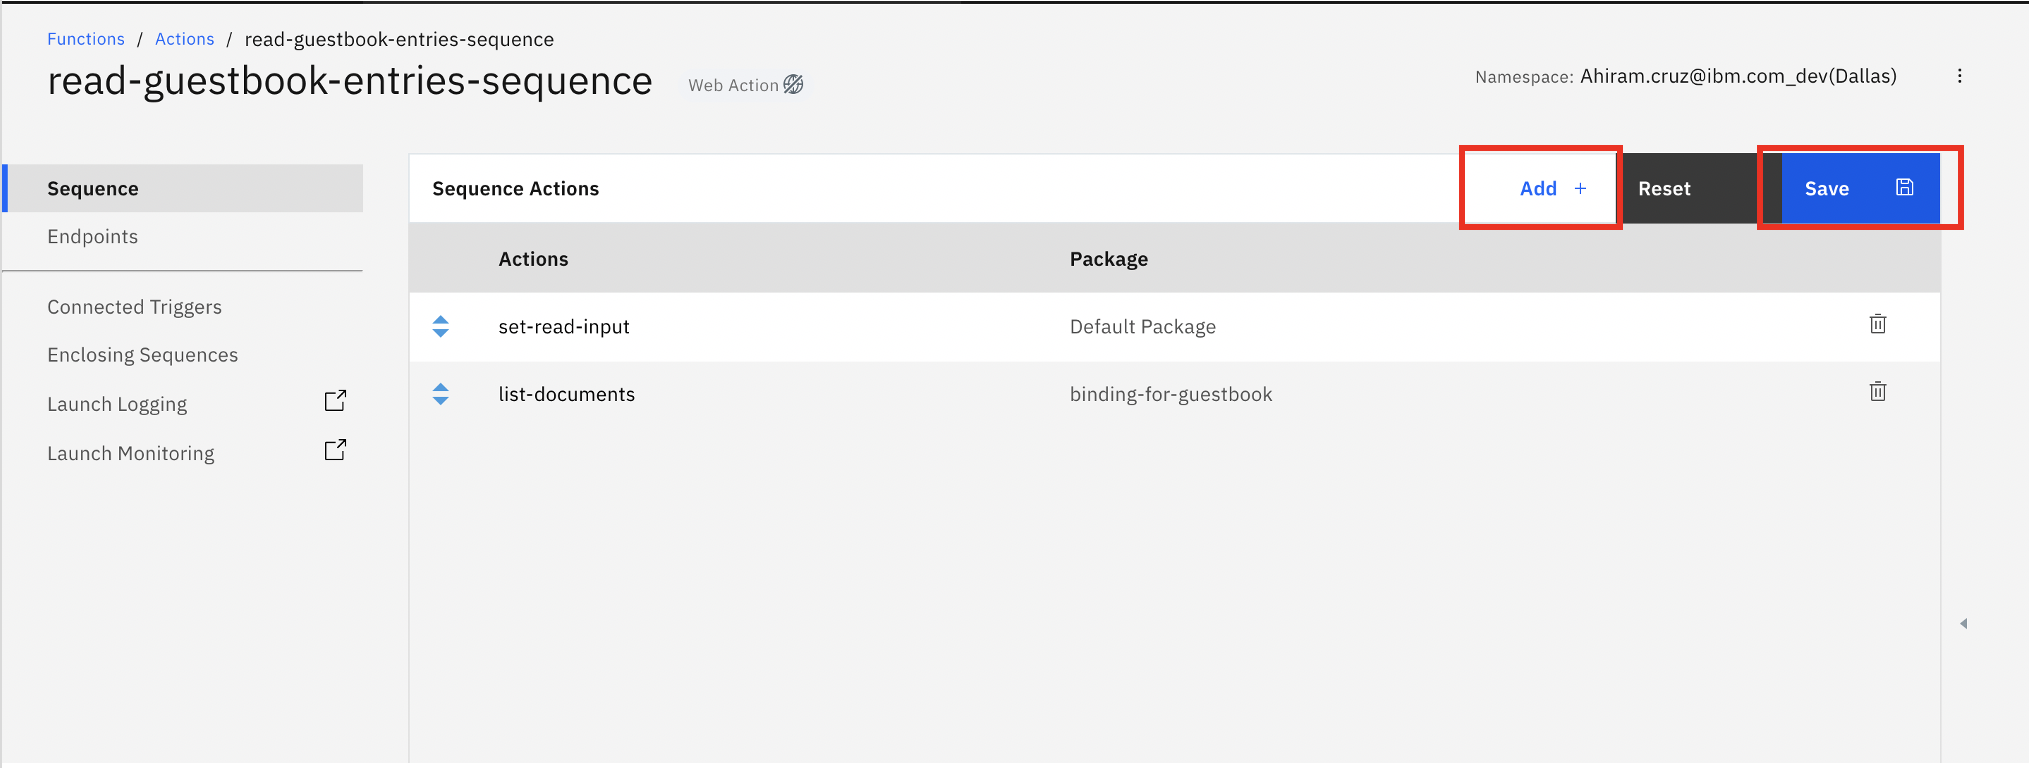 Functions / Actions / read-guestbook-entries-sequence
read-guestbook-entries-sequence Web Action
Namespace: Ahiram.cruz@ibm.com_dev(Dallas)
Sequence
Endpoints
Connected Triggers
Enclosing Sequences
Launch Logging
Launch Monitoring
Sequence Actions Add + Reset Save
Actions Package
set-read-input Default Package
list-documents binding-for-guestbook